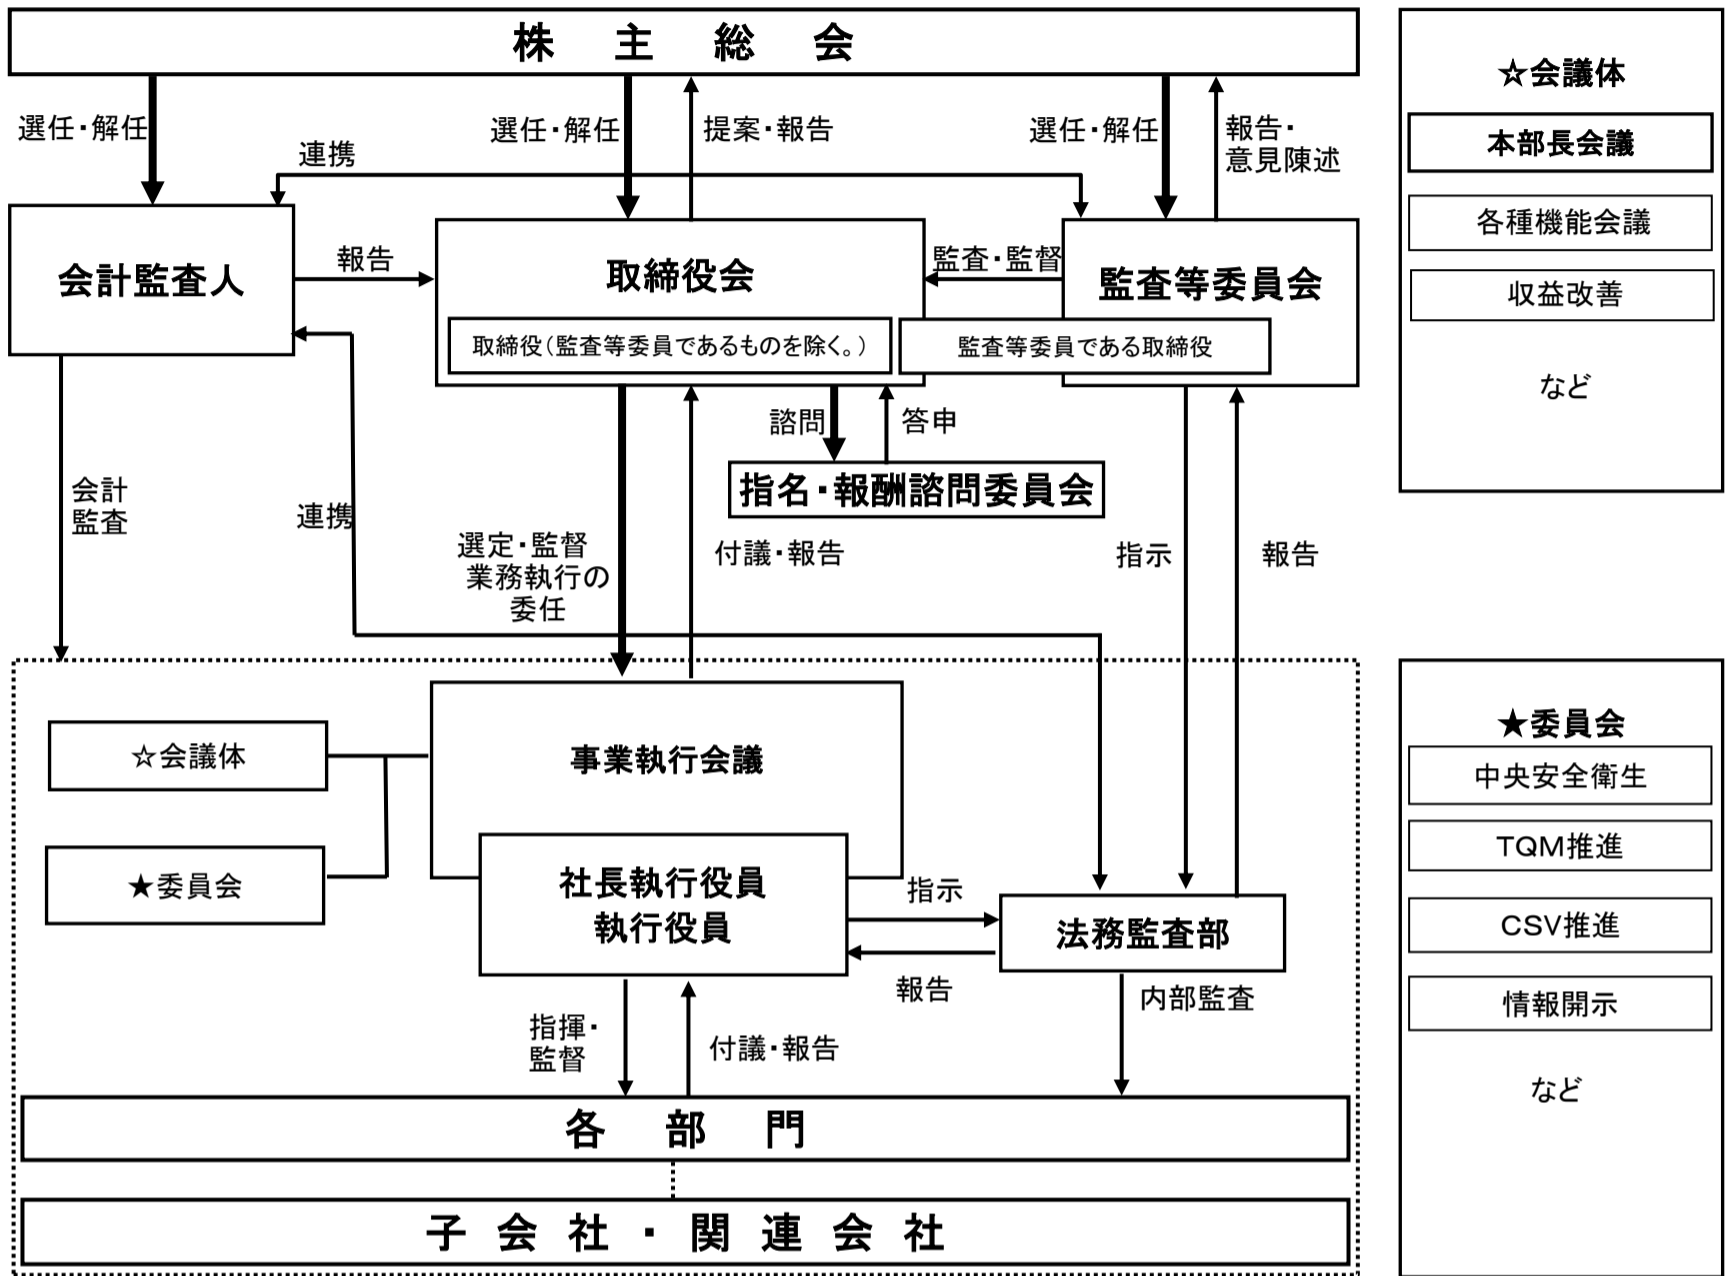 株主総会
選任・解任
選任・解任
提案・報告
選任・解任
報告・
意見陳述
連携
会計監査人
報告
取締役会
監査・監督
監査等委員会
取締役（監査等委員であるものを除く。）
監査等委員である取締役
諮問
答申
指名・報酬諮問委員会
会計
監査
連携
選定・監督
業務執行の
委任
付議・報告
指示
報告
☆会議体
★委員会
事業執行会議
社長執行役員
執行役員
指示
報告
法務監査部
内部監査
指揮・
監督
付議・報告
各部門
子会社・関連会社
☆会議体
本部長会議
各種機能会議
収益改善
など
★委員会
中央安全衛生
TQM推進
CSV推進
情報開示
など